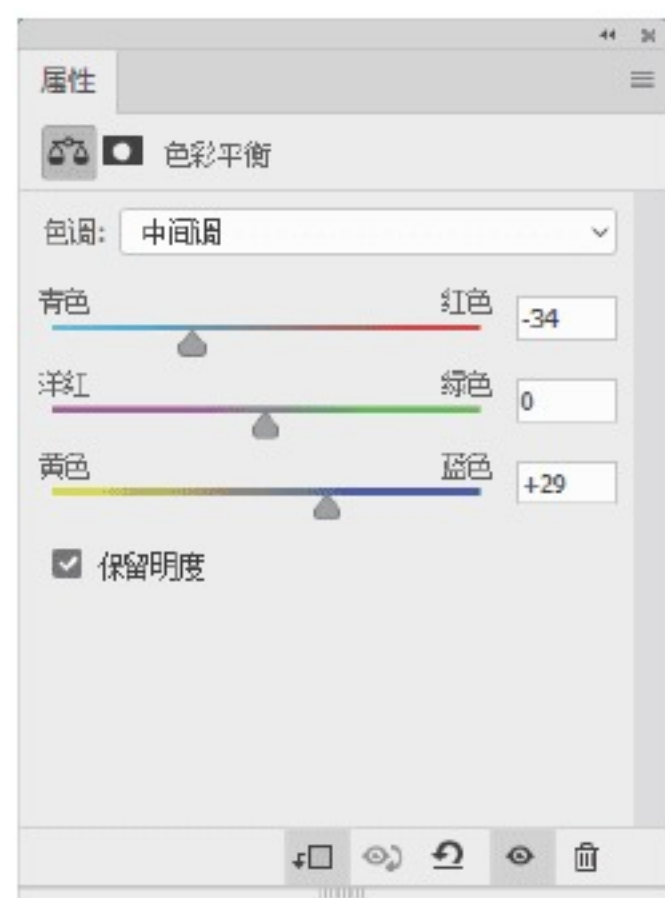 属性
色彩平衡
色调: 中间调
青色 红色 -34
洋红 绿色 0
黄色 蓝色 +29
保留明度